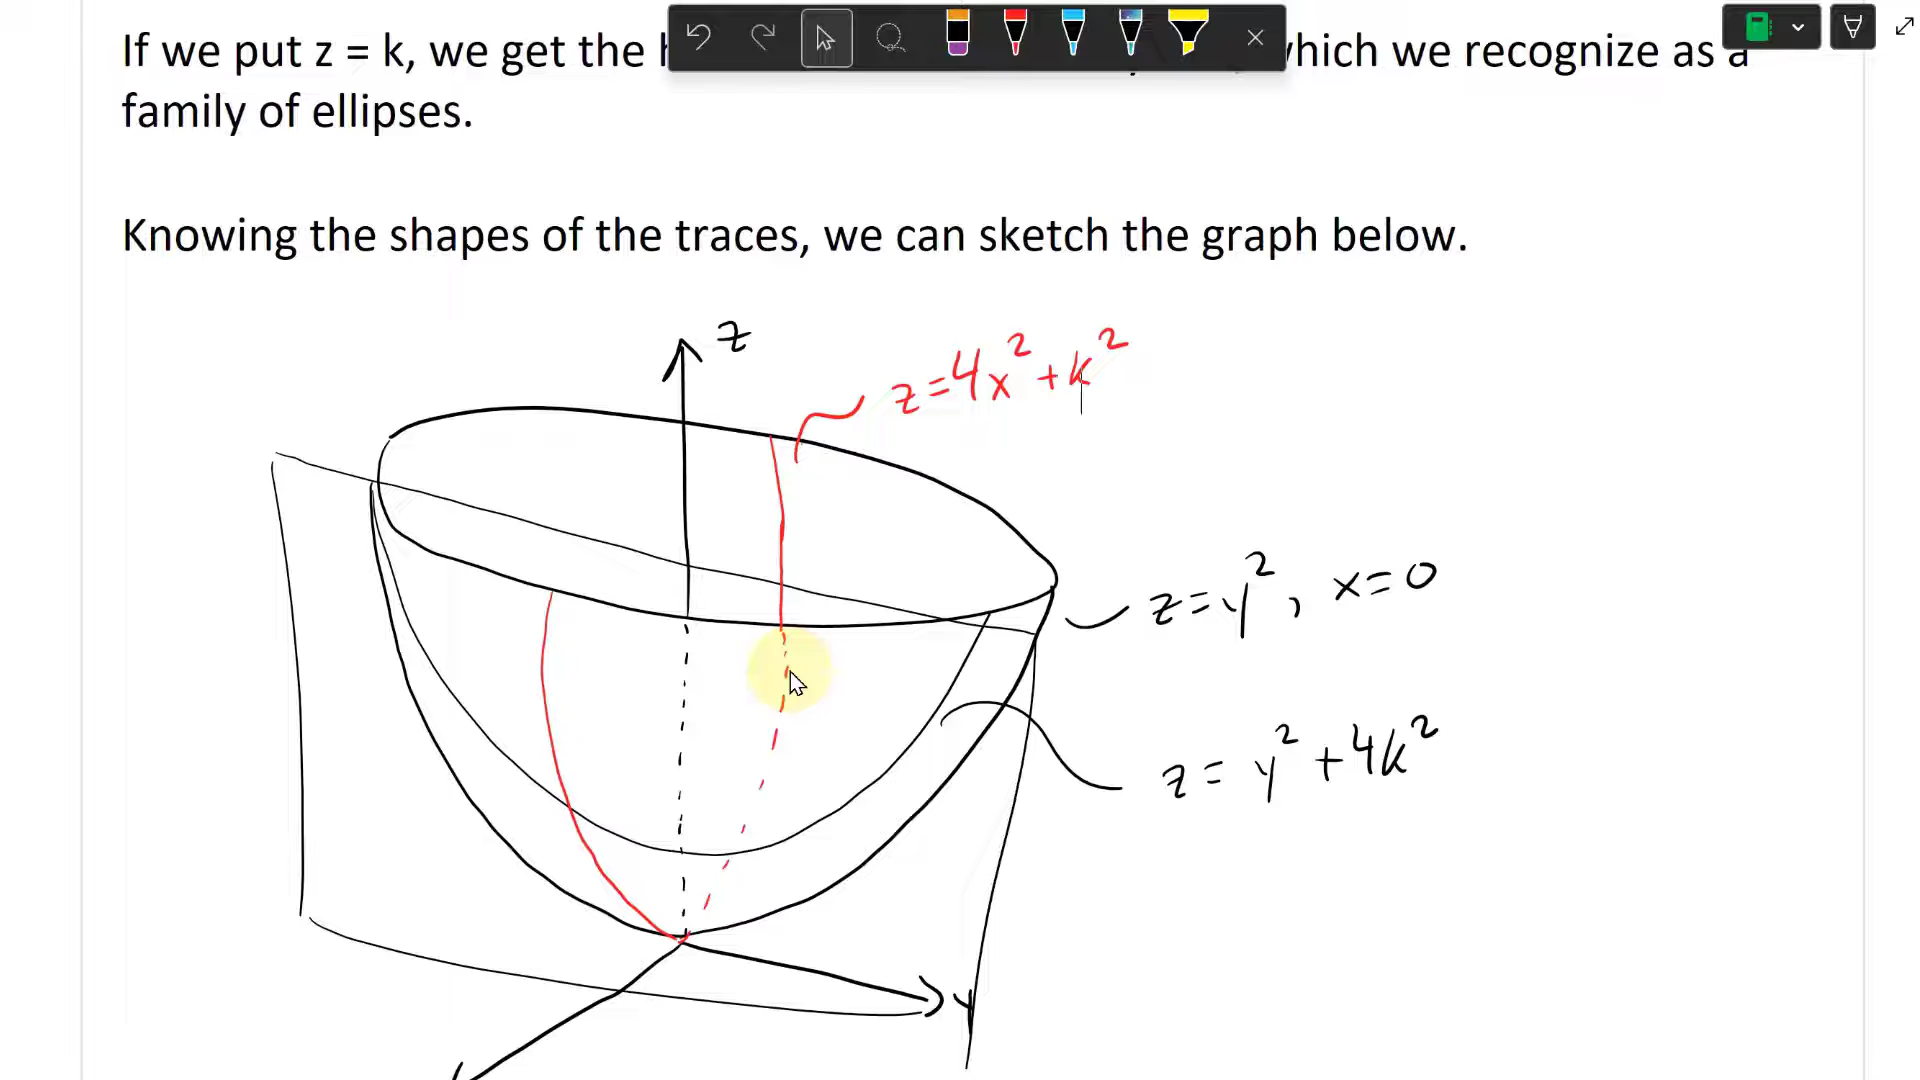 If we put z = k, we get the which we recognize as a
family of ellipses.
Knowing the shapes of the traces, we can sketch the graph below.
z
z=4x²+k²
z=y², x=0
z=y²+4k²
y